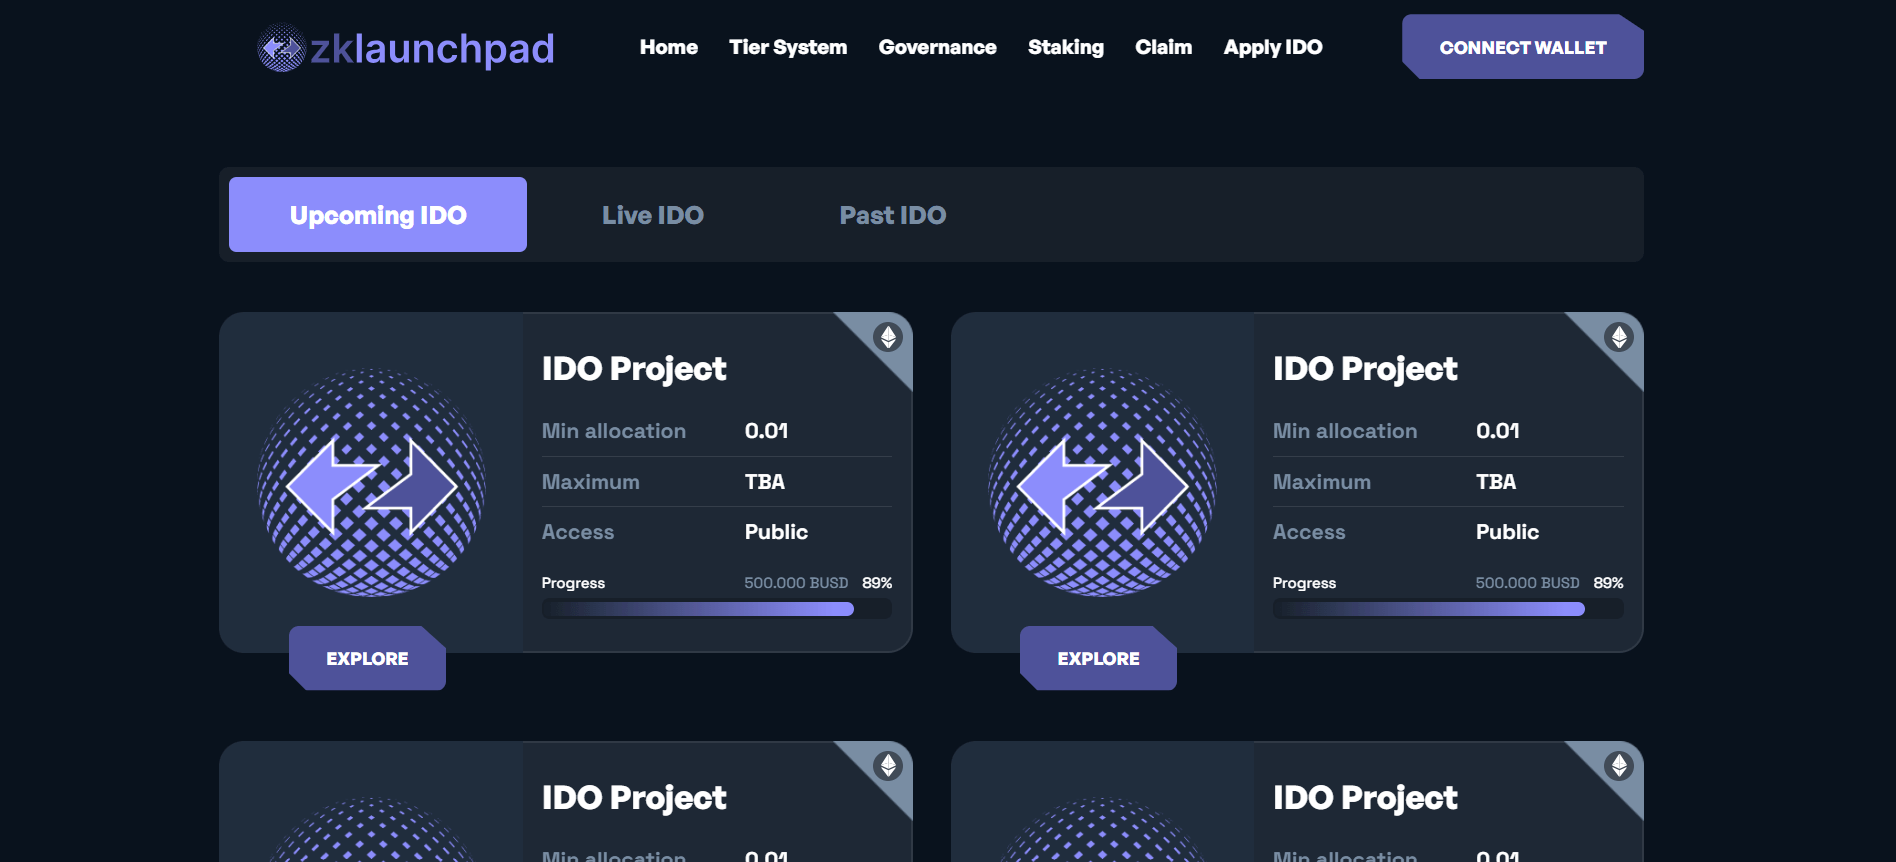 zklaunchpad
Home Tier System Governance Staking Claim Apply IDO
CONNECT WALLET
Upcoming IDO Live IDO Past IDO
IDO Project
Min allocation 0.01
Maximum TBA
Access Public
Progress 500.000 BUSD 89%
EXPLORE
IDO Project
Min allocation 0.01
Maximum TBA
Access Public
Progress 500.000 BUSD 89%
EXPLORE
IDO Project
Min allocation 0.01
IDO Project
Min allocation 0.01